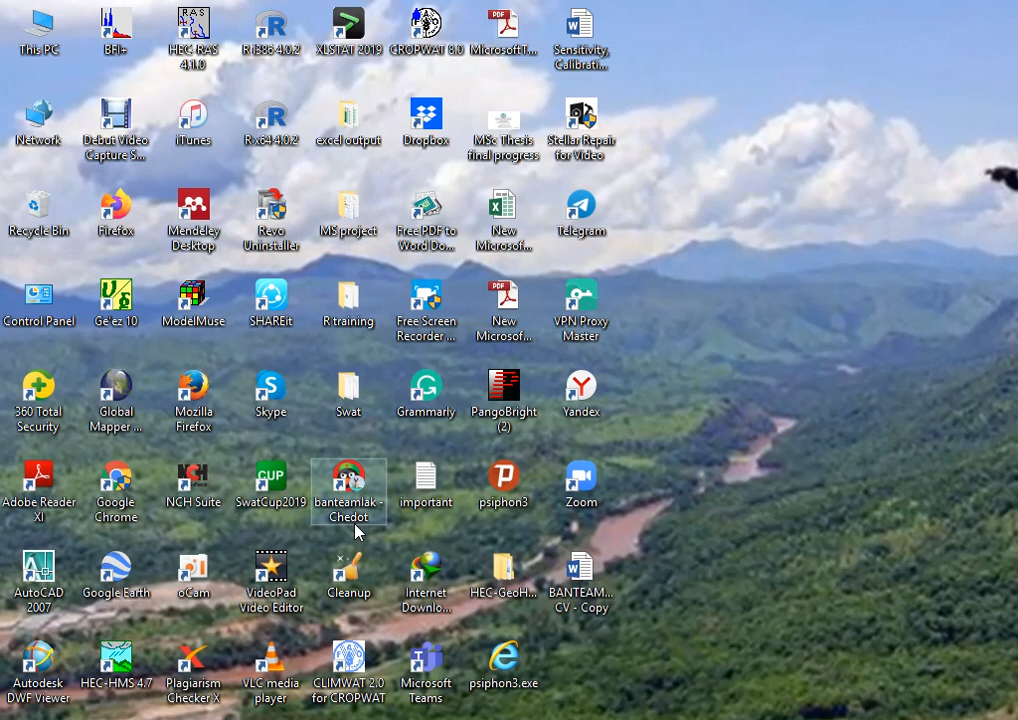 This PC
BFI+
HEC-RAS
4.1.0
R i386 4.0.2
XLSTAT 2019
CROPWAT 8.0
MicrosoftT...
Sensitivity,
Calibrati...
Network
Debut Video
Capture S...
iTunes
R x64 4.0.2
excel output
Dropbox
MSc Thesis
final progress
Stellar Repair
for Video
Recycle Bin
Firefox
Mendeley
Desktop
Revo
Uninstaller
MS project
Free PDF to
Word Do...
New
Microsof...
Telegram
Control Panel
Ge'ez 10
ModelMuse
SHAREit
R training
Free Screen
Recorder ...
New
Microsof...
VPN Proxy
Master
360 Total
Security
Global
Mapper ...
Mozilla
Firefox
Skype
Swat
Grammarly
PangoBright
(2)
Yandex
Adobe Reader
XI
Google
Chrome
NCH Suite
SwatCup2019
banteamlak -
Chedot
important
psiphon3
Zoom
AutoCAD
2007
Google Earth
oCam
VideoPad
Video Editor
Cleanup
Internet
Downlo...
HEC-GeoH...
BANTEAM...
CV - Copy
Autodesk
DWF Viewer
HEC-HMS 4.7
Plagiarism
Checker X
VLC media
player
CLIMWAT 2.0
for CROPWAT
Microsoft
Teams
psiphon3.exe